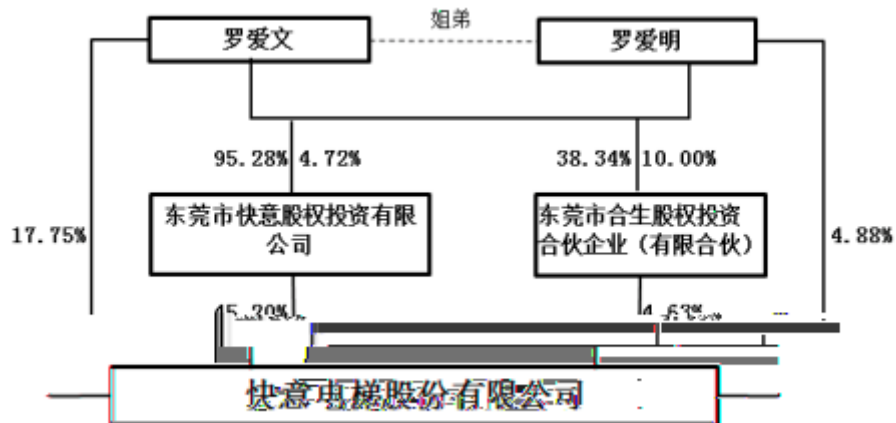 姐弟
罗爱文
罗爱明
95.28% 4.72%
38.34% 10.00%
东莞市快意股权投资有限
公司
东莞市合生股权投资
合伙企业（有限合伙）
17.75%
4.88%
快意电梯股份有限公司